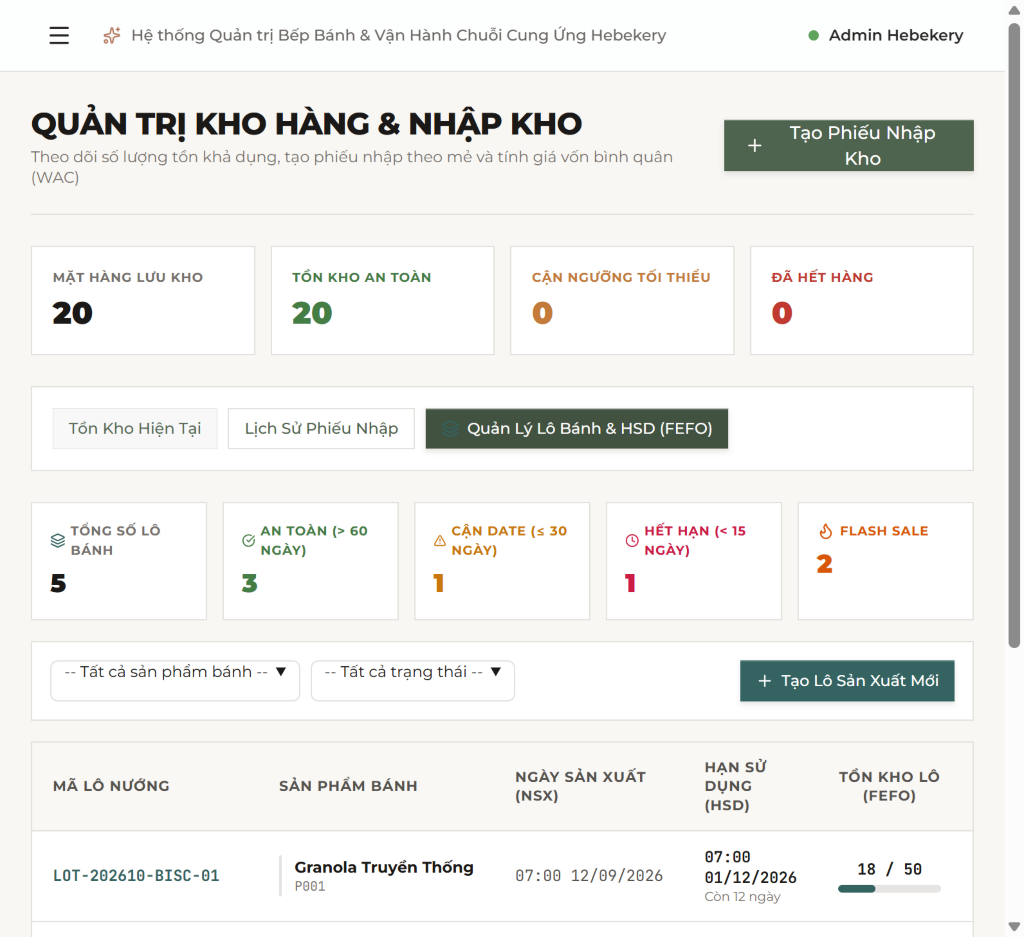 Hệ thống Quản trị Bếp Bánh & Vận Hành Chuỗi Cung Ứng Hebekery
Admin Hebekery
QUẢN TRỊ KHO HÀNG & NHẬP KHO
Theo dõi số lượng tồn khả dụng, tạo phiếu nhập theo mẻ và tính giá vốn bình quân
(WAC)
+ Tạo Phiếu Nhập
Kho
MẶT HÀNG LƯU KHO
20
TỒN KHO AN TOÀN
20
CẬN NGƯỠNG TỐI THIỂU
0
ĐÃ HẾT HÀNG
0
Tồn Kho Hiện Tại
Lịch Sử Phiếu Nhập
Quản Lý Lô Bánh & HSD (FEFO)
TỔNG SỐ LÔ
BÁNH
5
AN TOÀN (> 60
NGÀY)
3
CẬN DATE (≤ 30
NGÀY)
1
HẾT HẠN (< 15
NGÀY)
1
FLASH SALE
2
-- Tất cả sản phẩm bánh --
-- Tất cả trạng thái --
+ Tạo Lô Sản Xuất Mới
MÃ LÔ NƯỚNG
SẢN PHẨM BÁNH
NGÀY SẢN XUẤT
(NSX)
HẠN SỬ
DỤNG
(HSD)
TỒN KHO LÔ
(FEFO)
LOT-202610-BISC-01
Granola Truyền Thống
P001
07:00 12/09/2026
07:00
01/12/2026
Còn 12 ngày
18 / 50